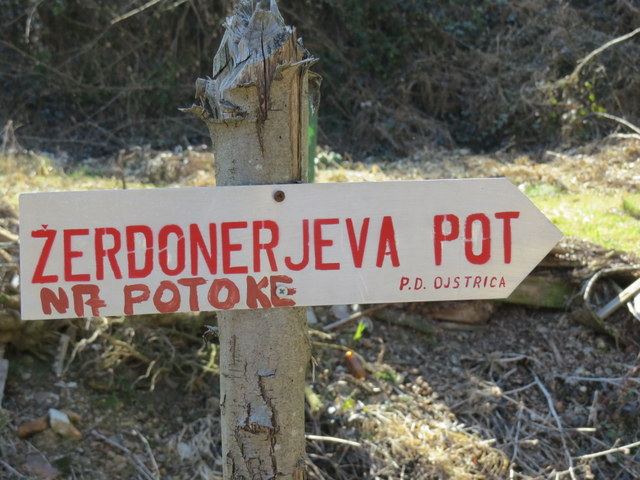 ŽERDONERJEVA POT
NA POTOKE
P.D. OJSTRICA